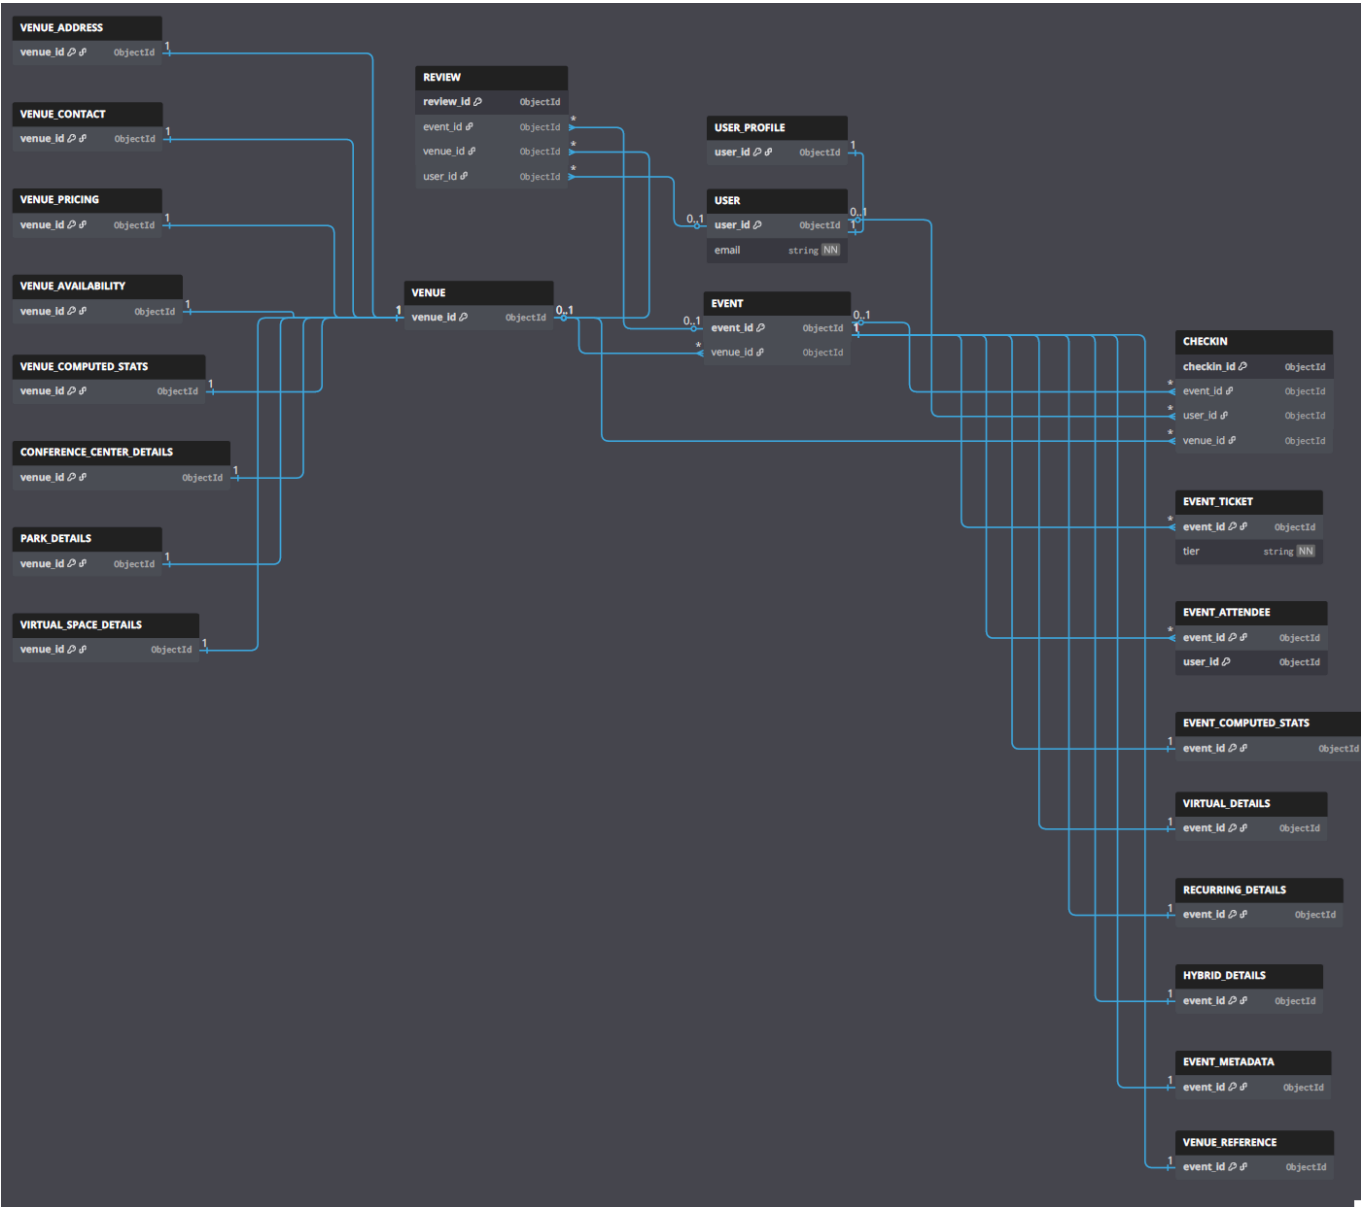 VENUE_ADDRESS
venue_id ObjectId
1
VENUE_CONTACT
venue_id ObjectId
1
VENUE_PRICING
venue_id ObjectId
1
VENUE_AVAILABILITY
venue_id ObjectId
1
VENUE_COMPUTED_STATS
venue_id ObjectId
1
CONFERENCE_CENTER_DETAILS
venue_id ObjectId
1
PARK_DETAILS
venue_id ObjectId
1
VIRTUAL_SPACE_DETAILS
venue_id ObjectId
1
REVIEW
review_id ObjectId
event_id ObjectId
*
venue_id ObjectId
*
user_id ObjectId
*
VENUE
1
venue_id ObjectId
0..1
USER_PROFILE
user_id ObjectId
1
USER
0..1
user_id ObjectId
0..1
1
email string NN
EVENT
0..1
event_id ObjectId
0..1
1
*
venue_id ObjectId
CHECKIN
checkin_id ObjectId
*
event_id ObjectId
*
user_id ObjectId
*
venue_id ObjectId
EVENT_TICKET
*
event_id ObjectId
tier string NN
EVENT_ATTENDEE
*
event_id ObjectId
user_id ObjectId
EVENT_COMPUTED_STATS
1
event_id ObjectId
VIRTUAL_DETAILS
1
event_id ObjectId
RECURRING_DETAILS
1
event_id ObjectId
HYBRID_DETAILS
1
event_id ObjectId
EVENT_METADATA
1
event_id ObjectId
VENUE_REFERENCE
1
event_id ObjectId